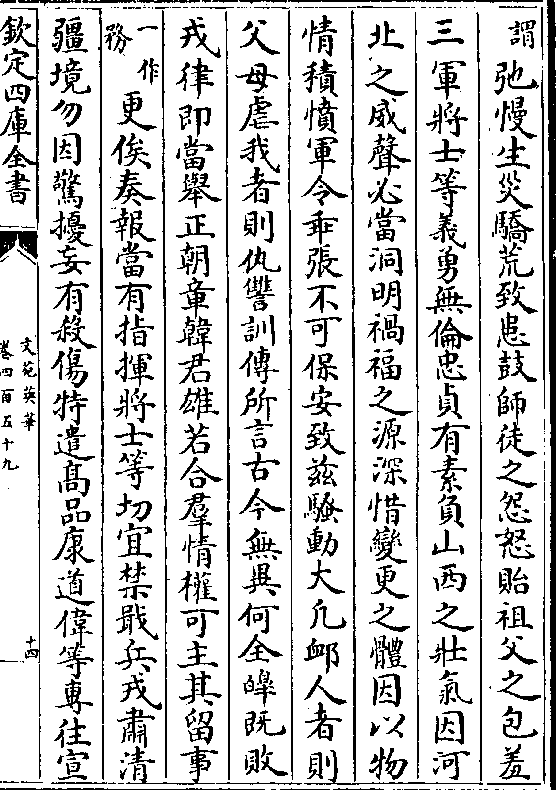 謂弛慢生災驕荒致患鼓師徒之怨怒貽祖父之包羞
三軍將士等義勇無倫忠貞有素負山西之壯氣因河
北之威聲必當洞明禍福之源深惜變更之體因以物
情積憤軍令乖張不可保安致兹騷動大凡䘏人者則
父母虐我者則仇讐訓傳所言古今無異何全皥既敗
戎律即當舉正朝章韓君雄若合羣情權可主其留事
一作務更俟奏報當有指揮將士等切宜禁戢兵戎肅清
疆境勿因驚擾妄有殺傷特遣髙品康道偉等專往宣
欽定四庫全書
文苑英華
卷四百五十九
十四